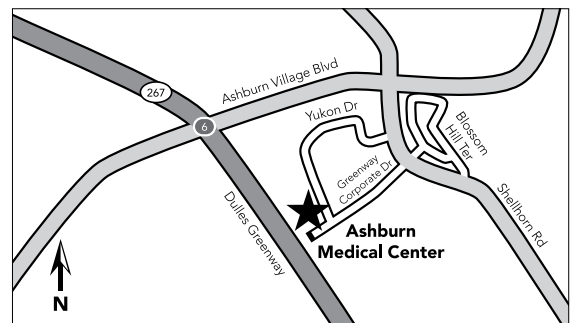 267
Ashburn Village Blvd
6
Yukon Dr
Blossom
Hill Ter
Greenway
Corporate Dr
Dulles Greenway
Shellhorn Rd
Ashburn
Medical Center
N